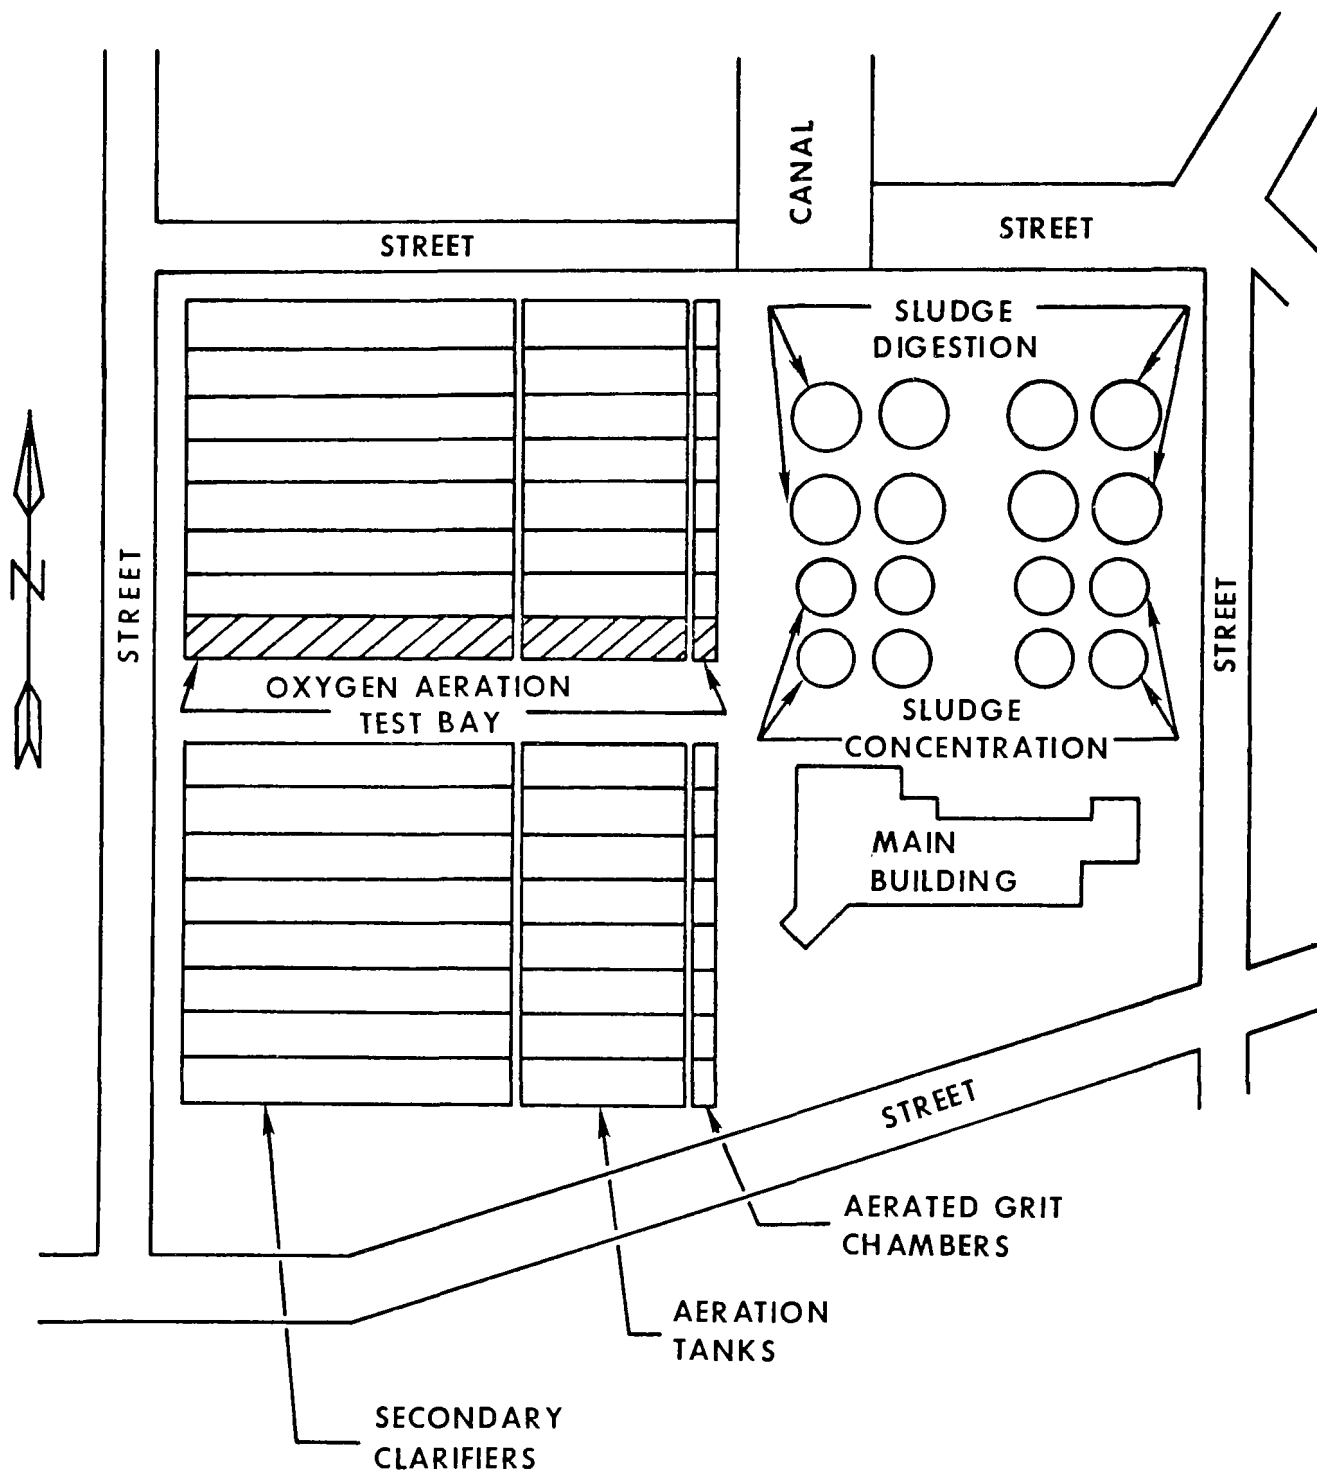 CANAL
STREET
STREET
SLUDGE
DIGESTION
N
STREET
STREET
OXYGEN AERATION
TEST BAY
SLUDGE
CONCENTRATION
MAIN
BUILDING
STREET
AERATED GRIT
CHAMBERS
AERATION
TANKS
SECONDARY
CLARIFIERS